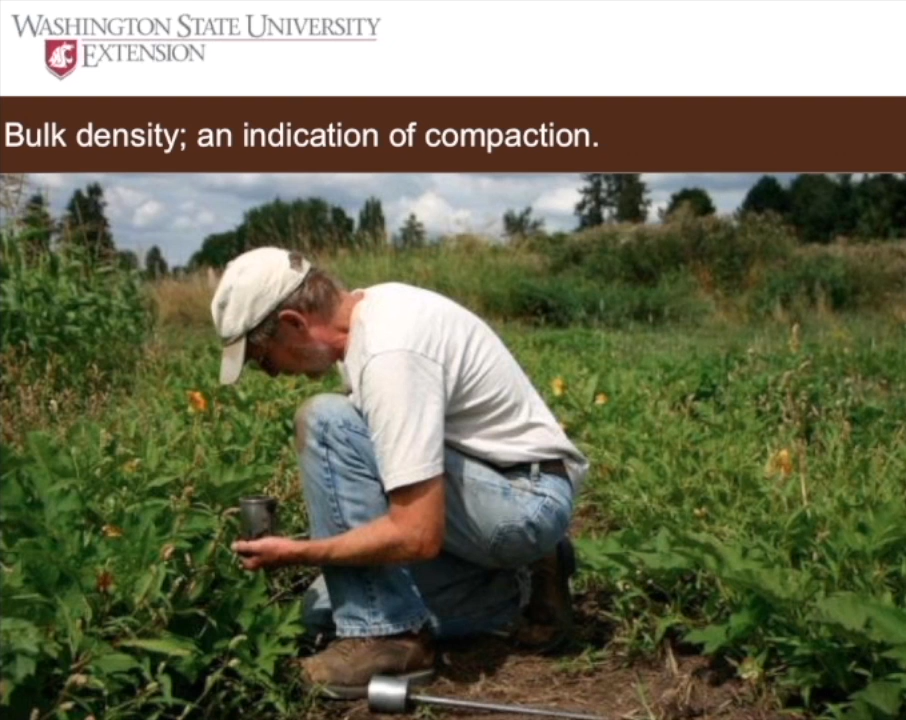 WASHINGTON STATE UNIVERSITY
EXTENSION
Bulk density; an indication of compaction.